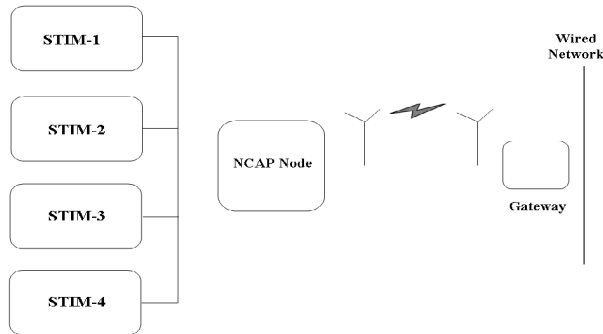 STIM-1
STIM-2
STIM-3
STIM-4
NCAP Node
Gateway
Wired
Network